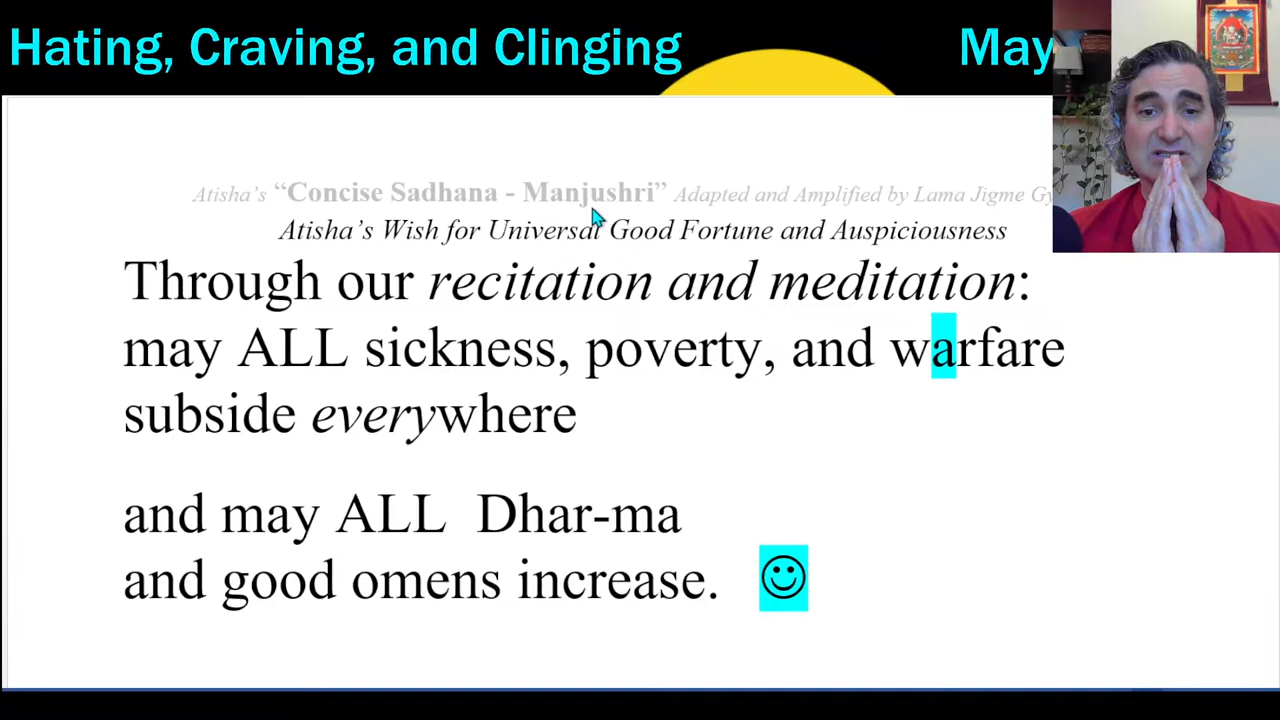 Hating, Craving, and Clinging May
Atisha's “Concise Sadhana - Manjushri” Adapted and Amplified by Lama Jigme
Atisha's Wish for Universal Good Fortune and Auspiciousness
Through our recitation and meditation:
may ALL sickness, poverty, and warfare
subside everywhere
and may ALL Dhar-ma
and good omens increase. ☺